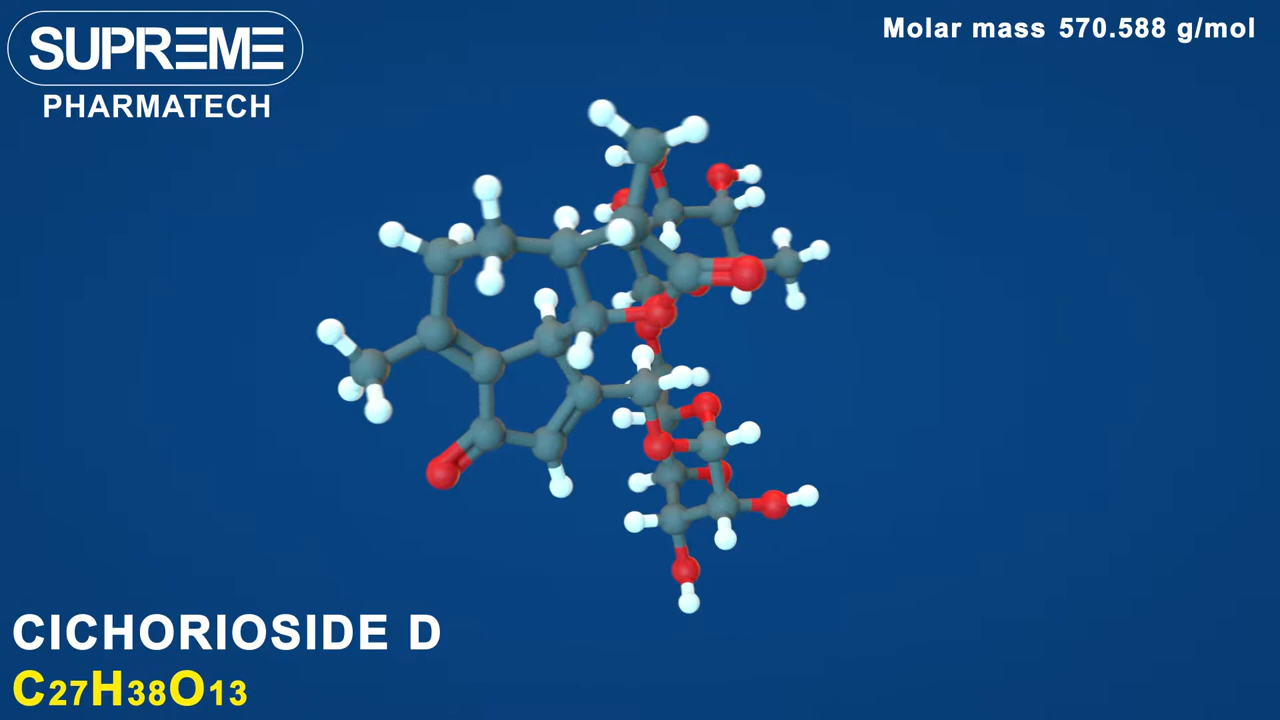 SUPREME
PHARMATECH
Molar mass 570.588 g/mol
CICHORIOSIDE D
C27H38O13